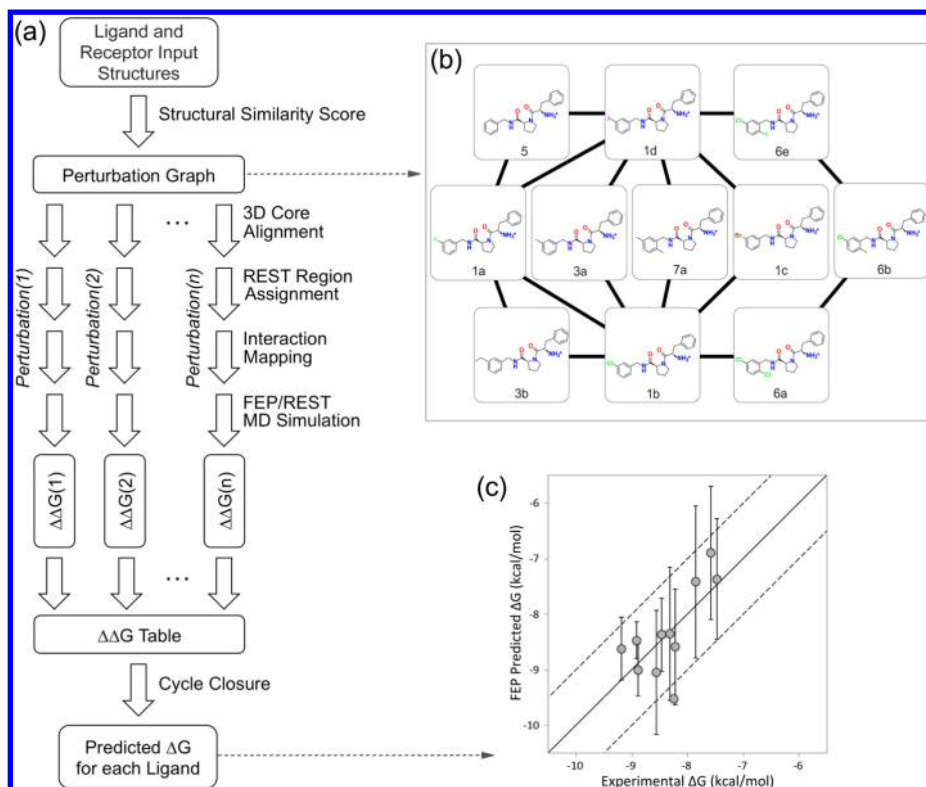 (a)
Ligand and
Receptor Input
Structures
Structural Similarity Score
Perturbation Graph
...
3D Core
Alignment
REST Region
Assignment
Interaction
Mapping
FEP/REST
MD Simulation
Perturbation(1)
Perturbation(2)
Perturbation(n)
ΔΔG(1)
ΔΔG(2)
ΔΔG(n)
...
ΔΔG Table
Cycle Closure
Predicted ΔG
for each Ligand
(b)
5
1d
6e
1a
3a
7a
1c
6b
3b
1b
6a
(c)
FEP Predicted ΔG (kcal/mol)
-6
-7
-8
-9
-10
-10
-9
-8
-7
-6
Experimental ΔG (kcal/mol)